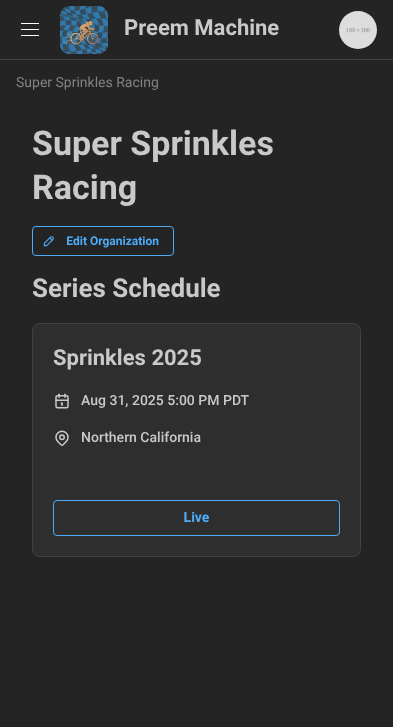 Preem Machine
100 × 100
Super Sprinkles Racing
Super Sprinkles
Racing
Edit Organization
Series Schedule
Sprinkles 2025
Aug 31, 2025 5:00 PM PDT
Northern California
Live